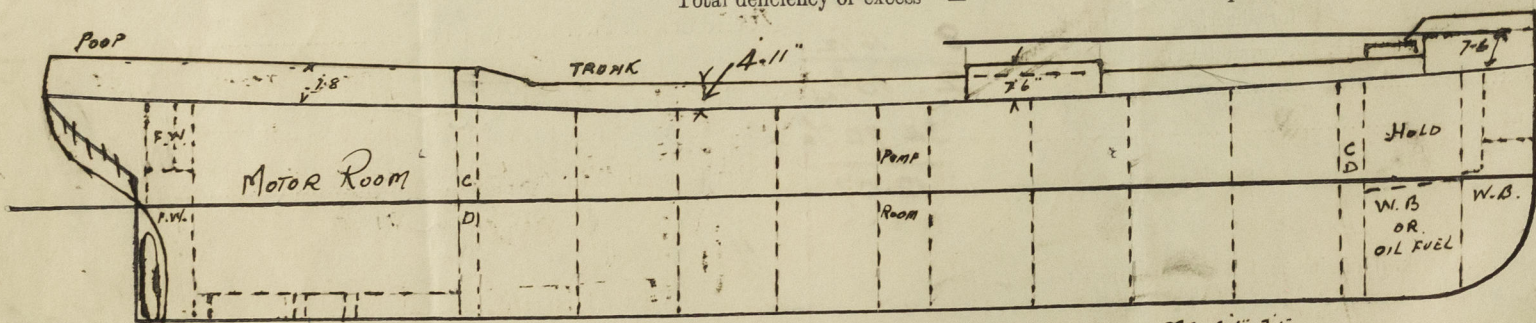 Total deficiency or excess =
POOP
TRUNK
4-11"
7-6
7-8
7-6"
F.W.
MOTOR ROOM
C
D
PUMP
ROOM
C
D
HOLD
F.W.
W.B
OR
OIL FUEL
W.B.